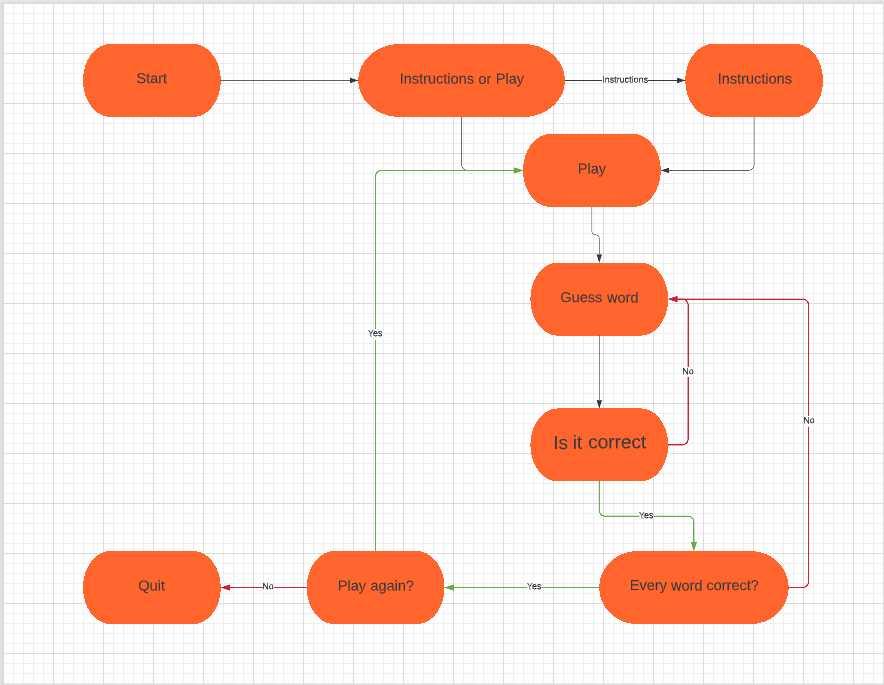 Start
Instructions or Play
Instructions
Instructions
Play
Guess word
Yes
No
No
Is it correct
Yes
Quit
No
Play again?
Yes
Every word correct?